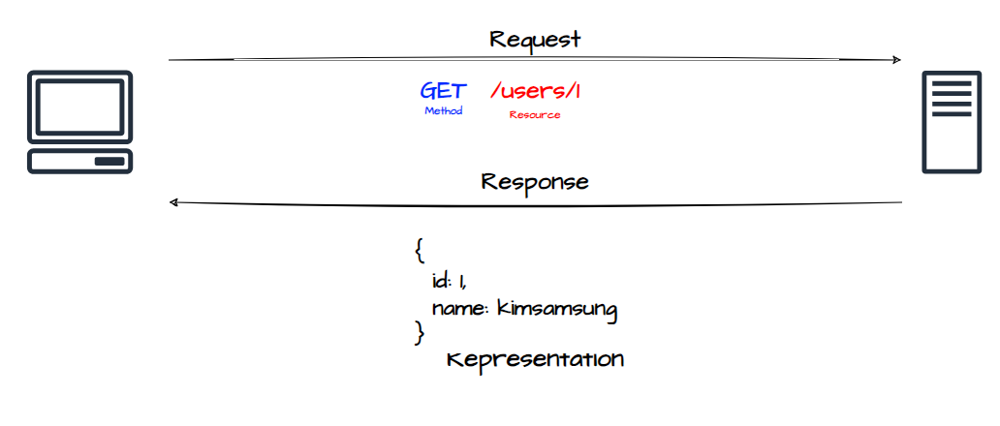 Request
GET /users/1
Method Resource
Response
{
id: 1,
name: kimsamsung
}
Representation